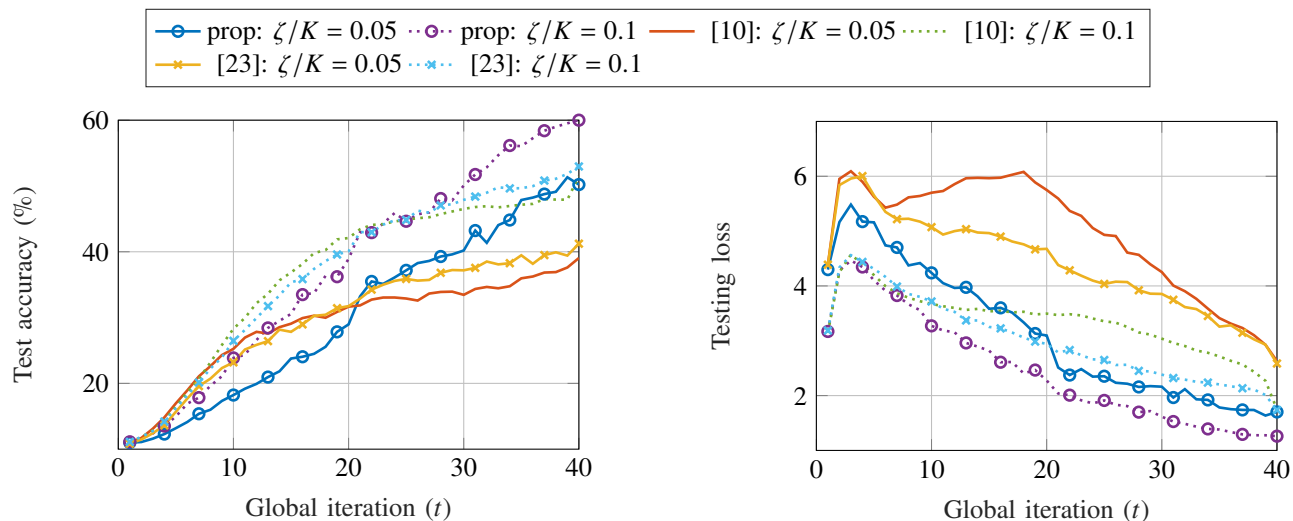 prop: ζ/K = 0.05 prop: ζ/K = 0.1 [10]: ζ/K = 0.05 [10]: ζ/K = 0.1
[23]: ζ/K = 0.05 [23]: ζ/K = 0.1
60
40
20
0 10 20 30 40
Test accuracy (%)
Global iteration (t)
6
4
2
0 10 20 30 40
Testing loss
Global iteration (t)